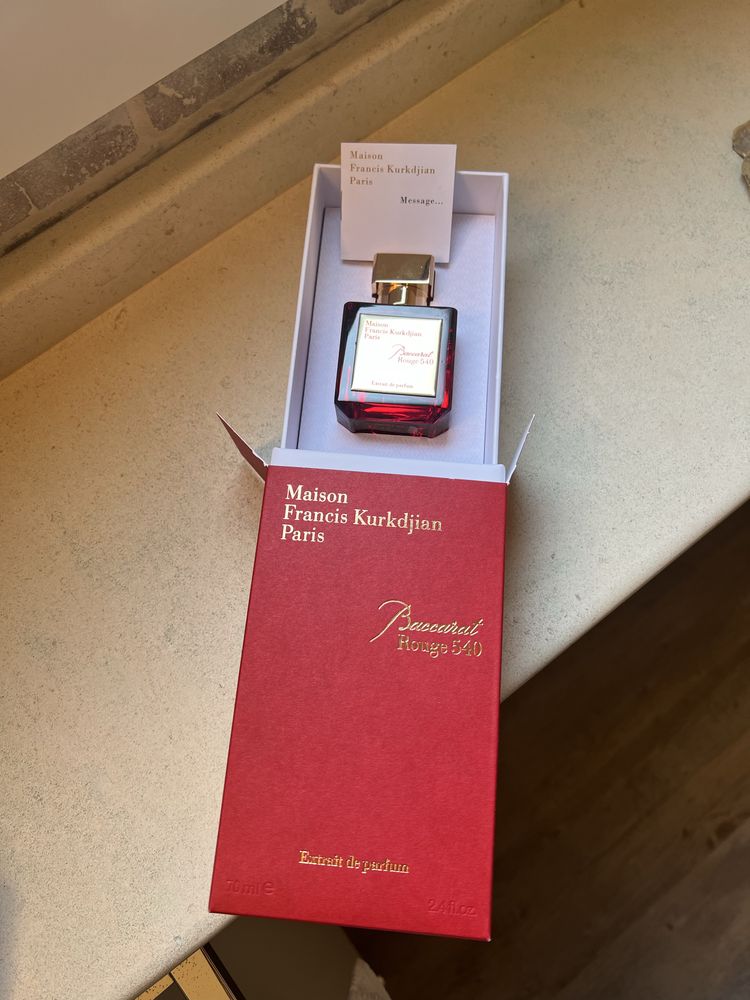 Maison
Francis Kurkdjian
Paris
Message...
Maison
Francis Kurkdjian
Paris
Baccarat
Rouge 540
Extrait de parfum
Maison
Francis Kurkdjian
Paris
Baccarat
Rouge 540
Extrait de parfum
70 ml e
2.4 fl.oz